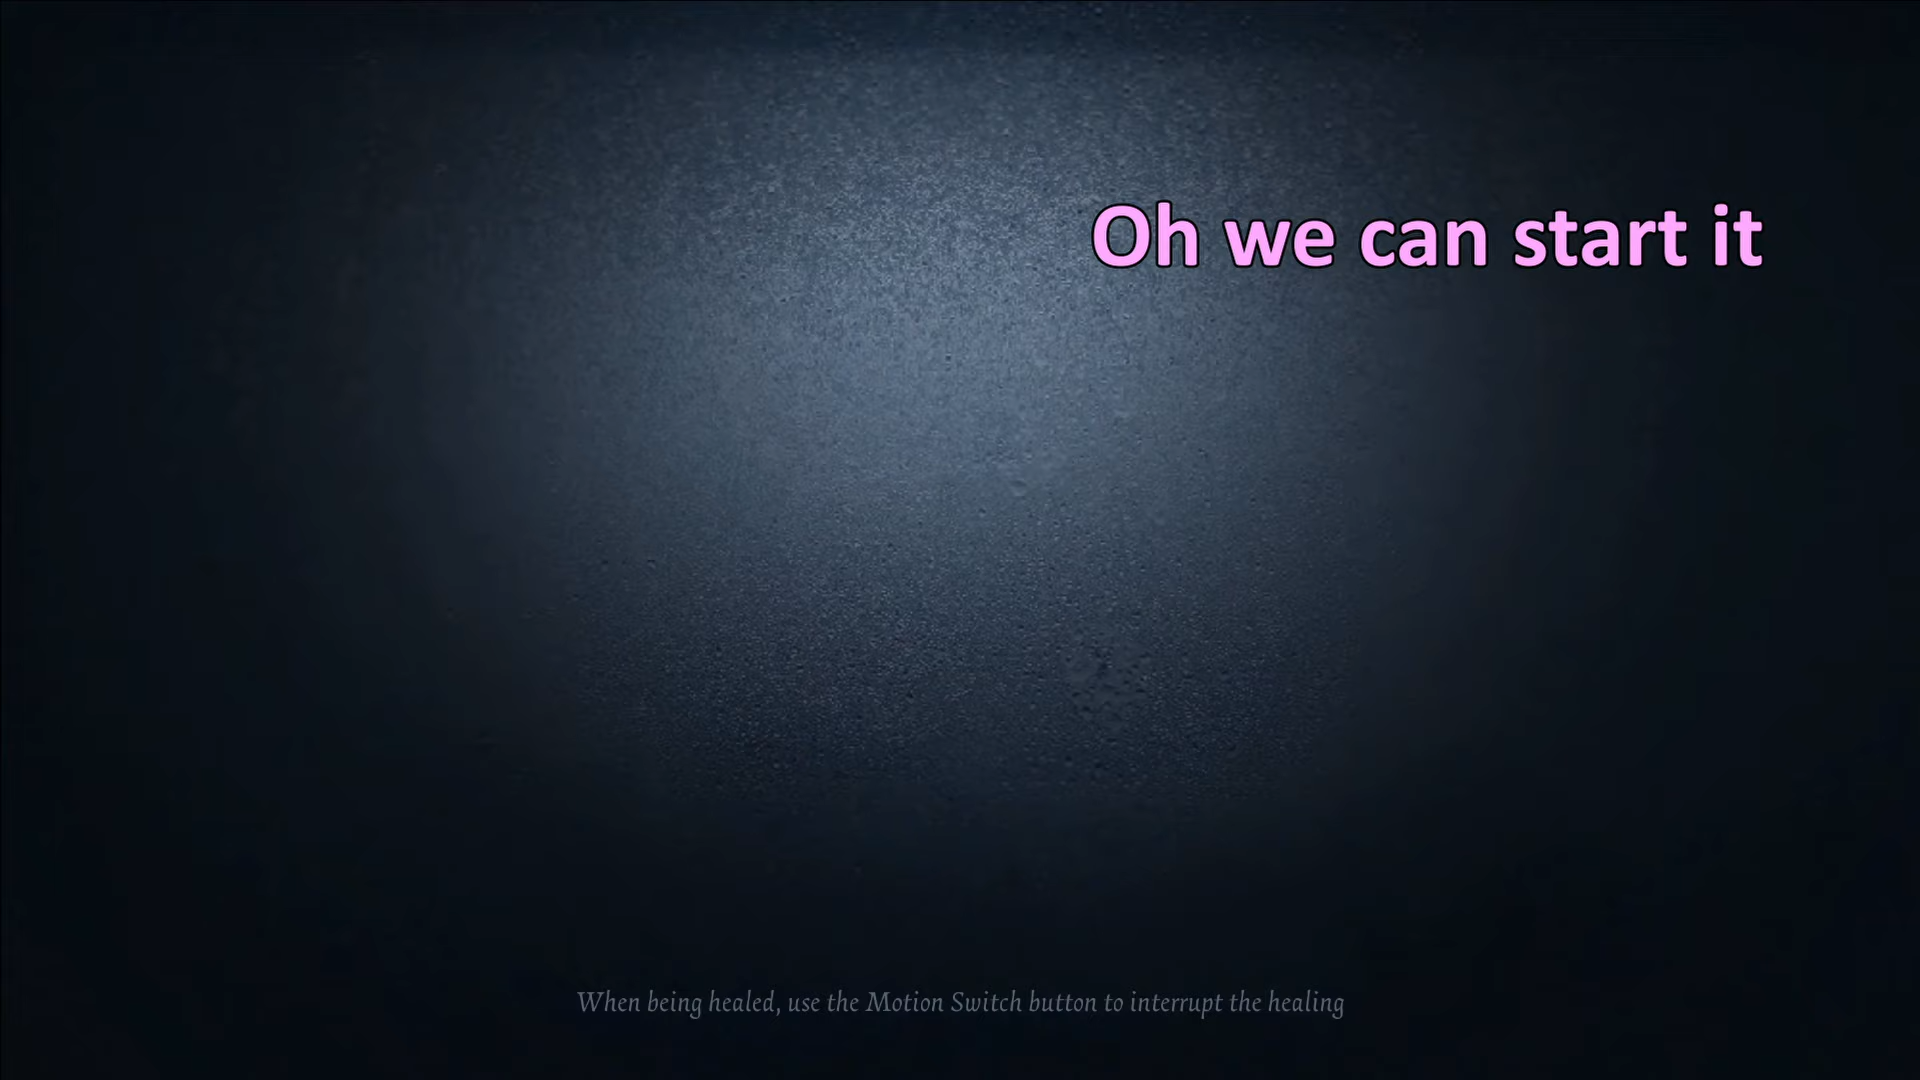 Oh we can start it
When being healed, use the Motion Switch button to interrupt the healing